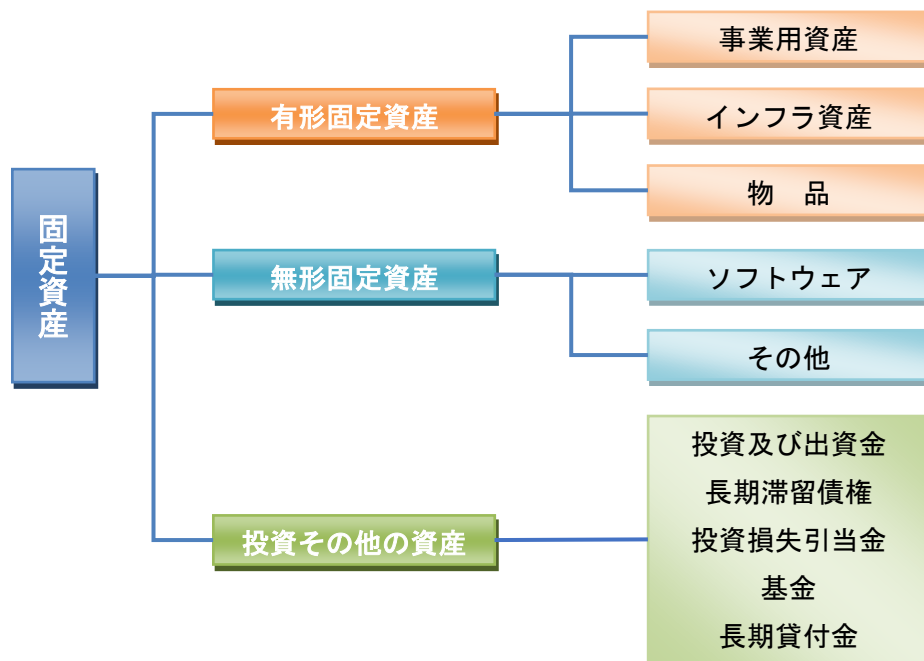 固定資産
有形固定資産
事業用資産
インフラ資産
物　品
無形固定資産
ソフトウェア
その他
投資その他の資産
投資及び出資金
長期滞留債権
投資損失引当金
基金
長期貸付金